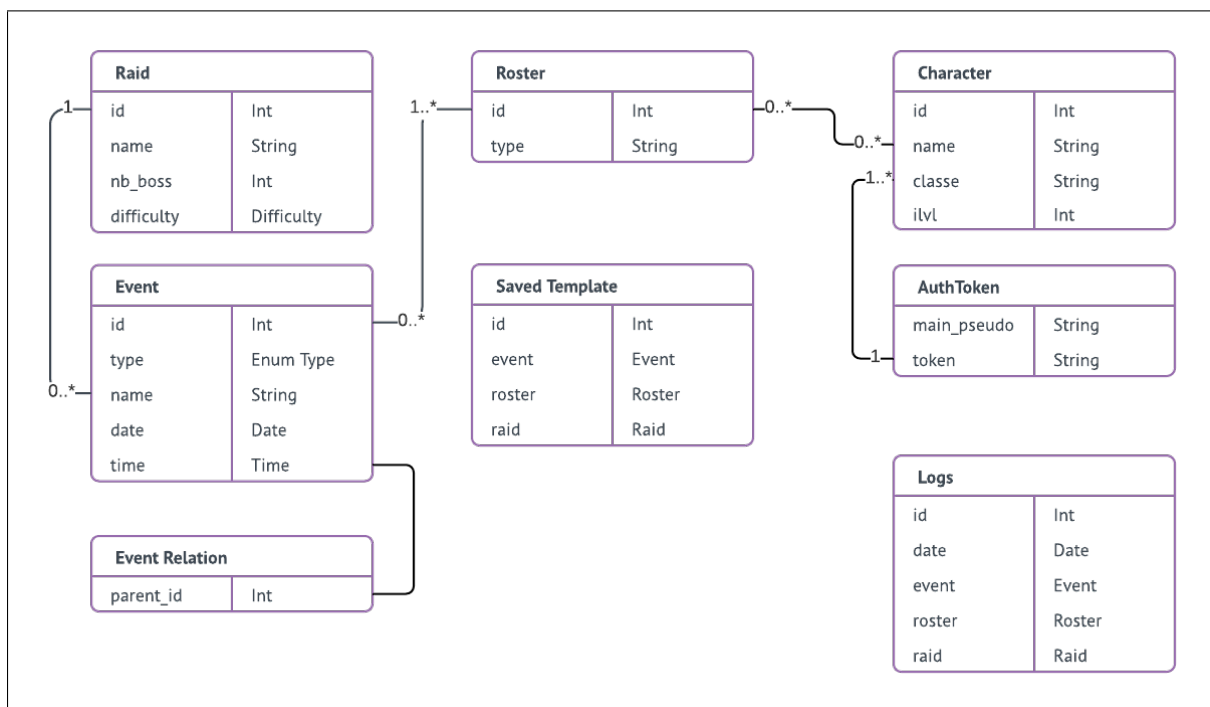 Raid
id Int
name String
nb_boss Int
difficulty Difficulty
1
0..*
Event
id Int
type Enum Type
name String
date Date
time Time
Event Relation
parent_id Int
1..*
0..*
Roster
id Int
type String
Saved Template
id Int
event Event
roster Roster
raid Raid
0..*
0..*
Character
id Int
name String
classe String
ilvl Int
1..*
1
AuthToken
main_pseudo String
token String
Logs
id Int
date Date
event Event
roster Roster
raid Raid